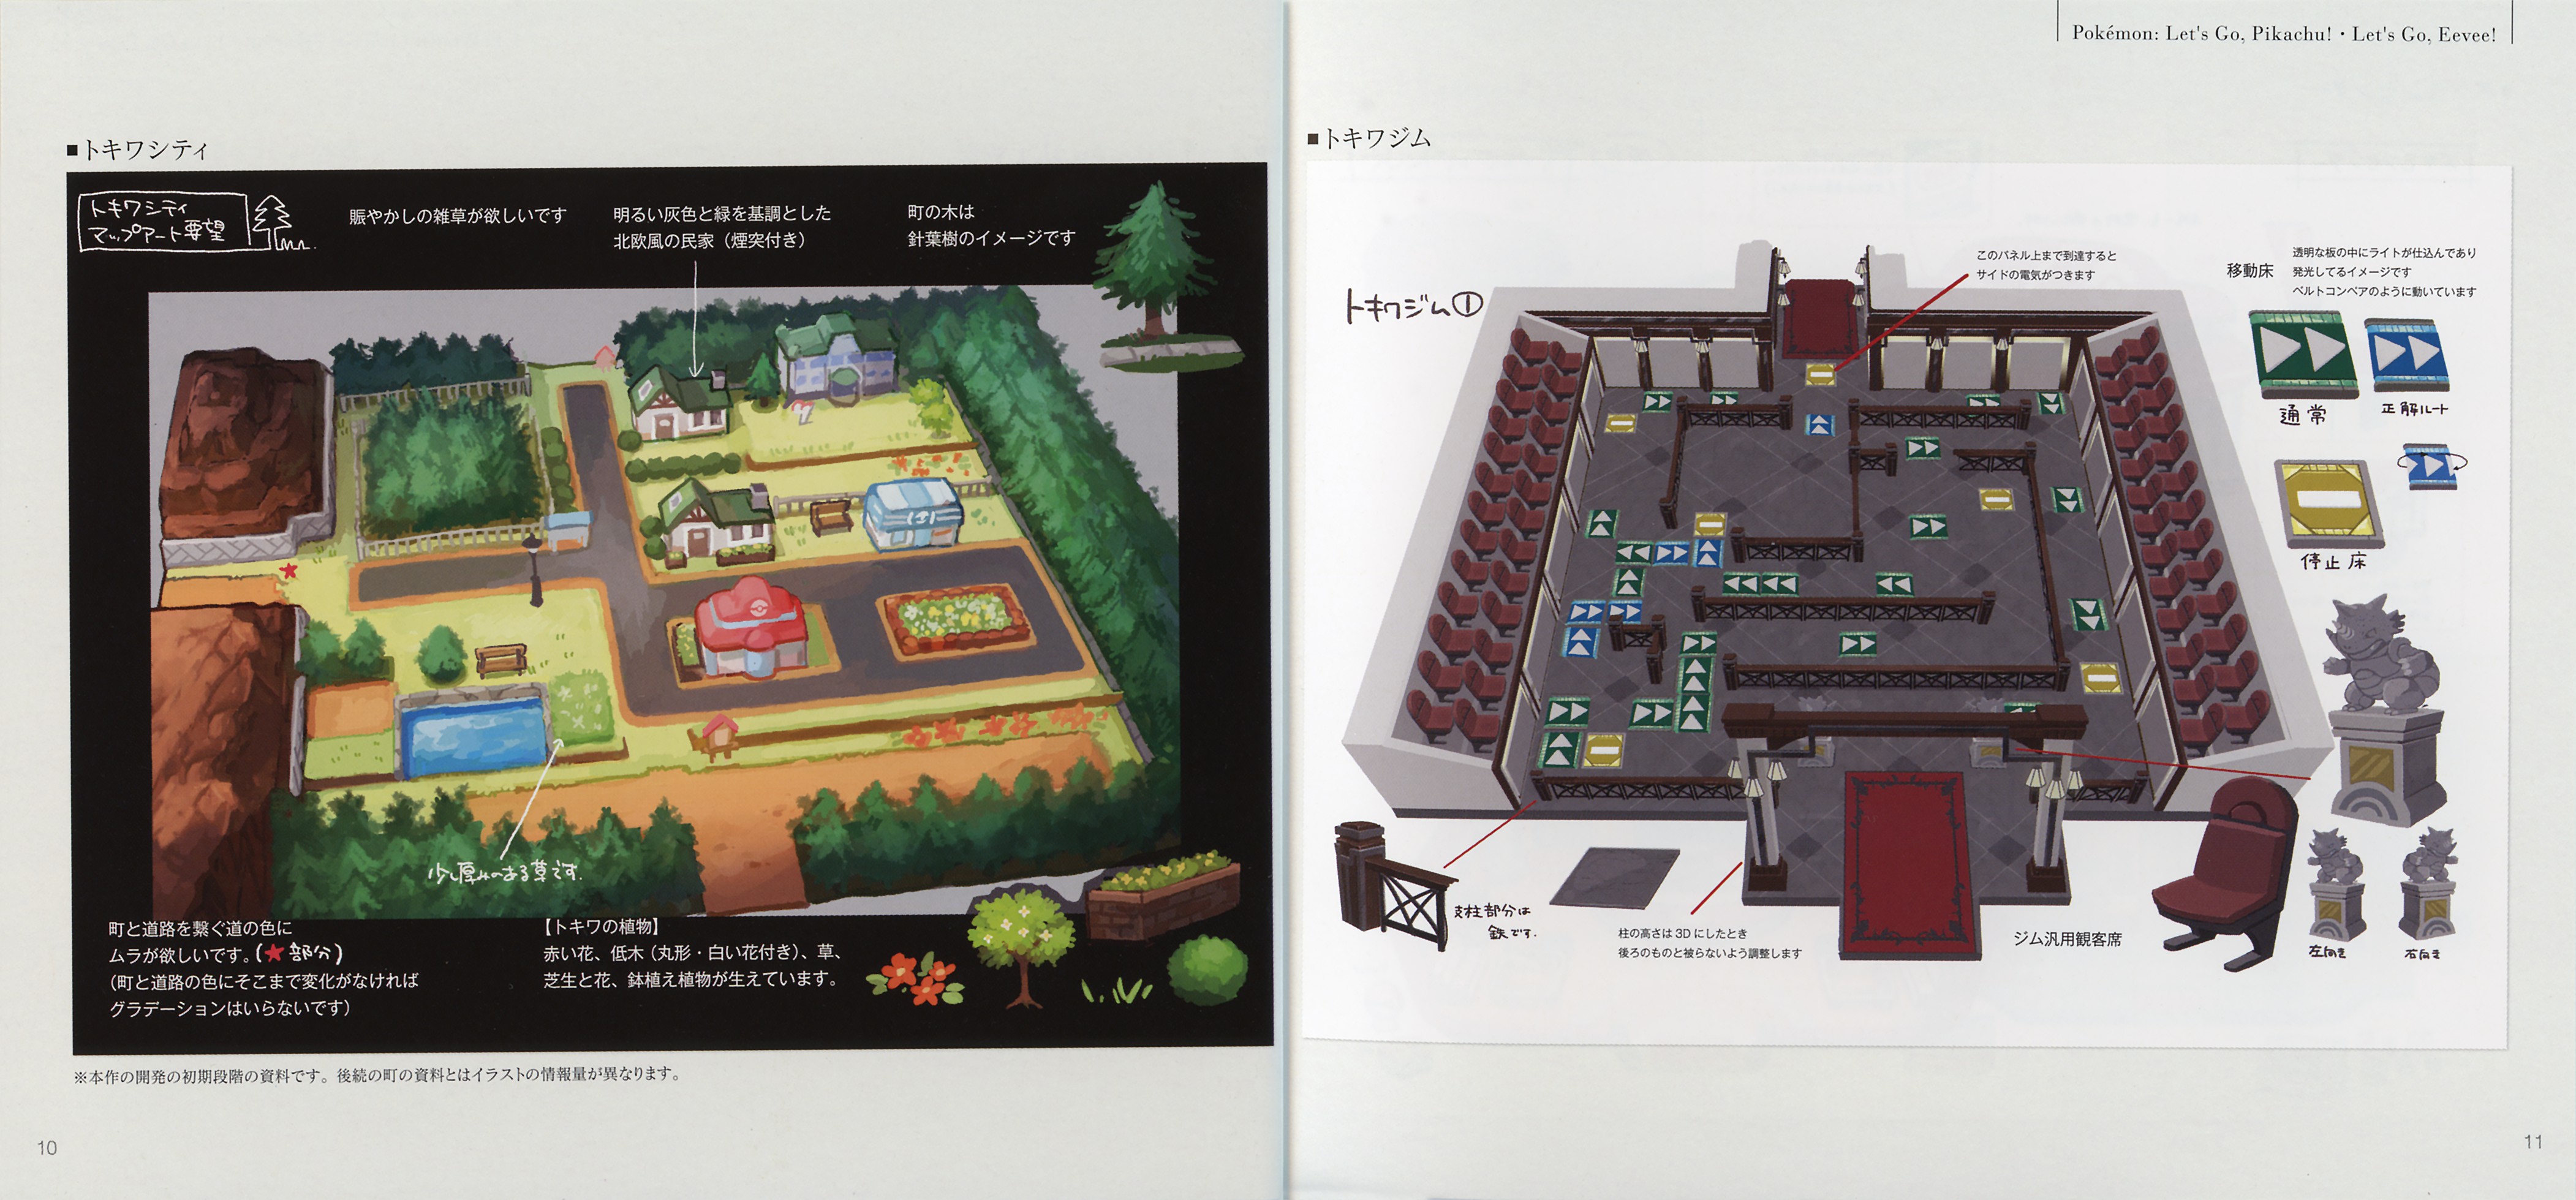 Pokémon: Let's Go, Pikachu!・Let's Go, Eevee!
■トキワシティ
トキワシティ
マップアート要望
賑やかしの雑草が欲しいです
明るい灰色と緑を基調とした
北欧風の民家（煙突付き）
町の木は
針葉樹のイメージです
少し厚みのある草です.
町と道路を繋ぐ道の色に
ムラが欲しいです。(★部分)
(町と道路の色にそこまで変化がなければ
グラデーションはいらないです)
【トキワの植物】
赤い花、低木（丸形・白い花付き）、草、
芝生と花、鉢植え植物が生えています。
※本作の開発の初期段階の資料です。後続の町の資料とはイラストの情報量が異なります。
10
■トキワジム
トキワジム①
このパネル上まで到達すると
サイドの電気がつきます
移動床
透明な板の中にライトが仕込んであり
発光してるイメージです
ベルトコンベアのように動いています
通常
正解ルート
停止床
支柱部分は
鉄です.
柱の高さは3Dにしたとき
後ろのものと被らないよう調整します
ジム汎用観客席
左向き
右向き
11